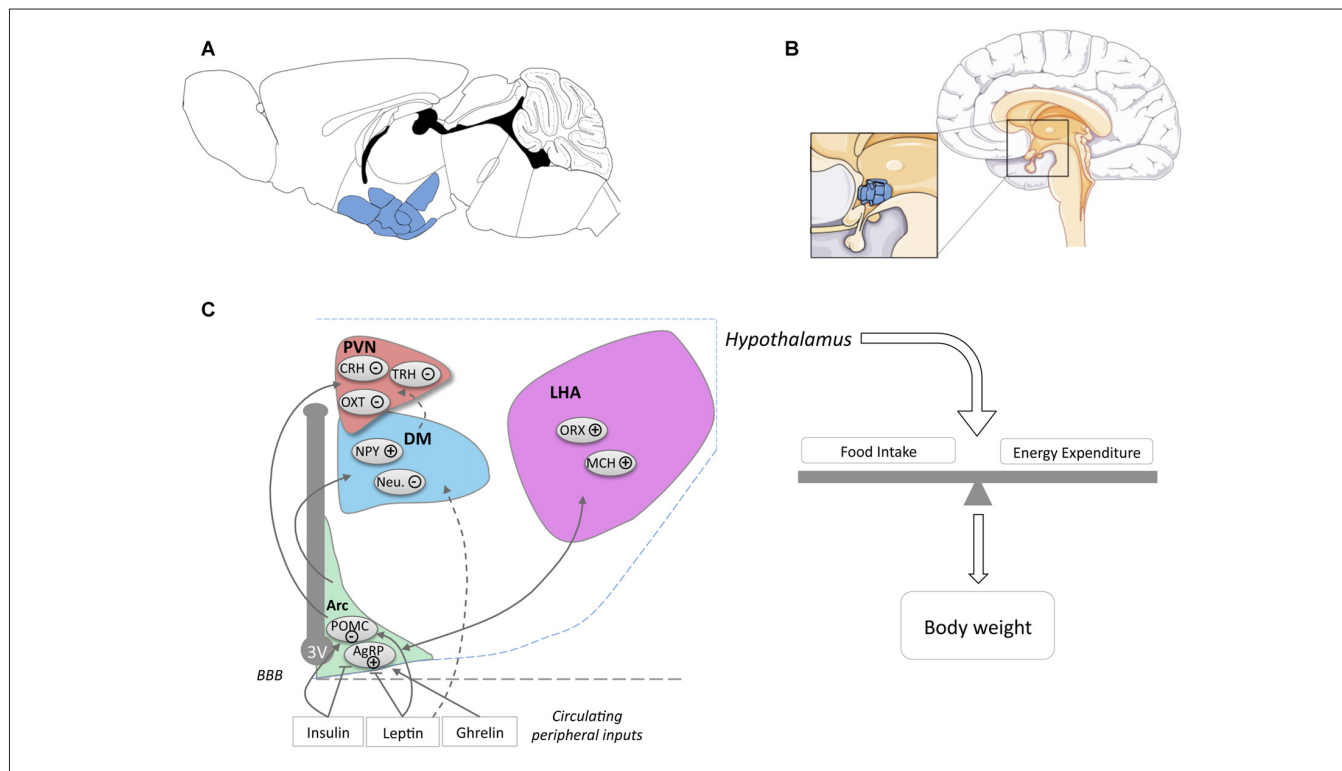 A
B
C
PVN
CRH -
TRH -
OXT -
DM
NPY +
Neu. -
LHA
ORX +
MCH +
Arc
POMC
-
AgRP
+
3V
BBB
Insulin
Leptin
Ghrelin
Circulating
peripheral inputs
Hypothalamus
Food Intake
Energy Expenditure
Body weight